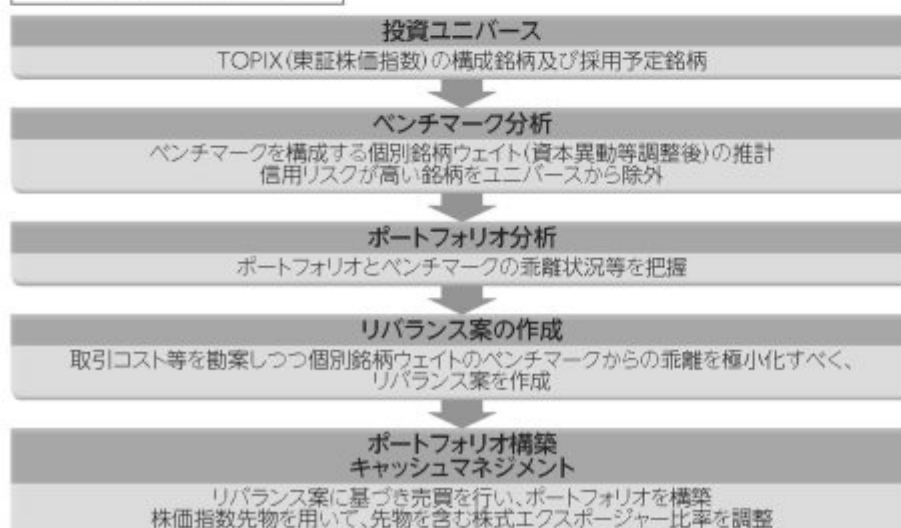 投資ユニバース
TOPIX(東証株価指数)の構成銘柄及び採用予定銘柄
ベンチマーク分析
ベンチマークを構成する個別銘柄ウェイト(資本異動等調整後)の推計
信用リスクが高い銘柄をユニバースから除外
ポートフォリオ分析
ポートフォリオとベンチマークの乖離状況等を把握
リバランス案の作成
取引コスト等を勘案しつつ個別銘柄ウェイトのベンチマークからの乖離を極小化すべく、
リバランス案を作成
ポートフォリオ構築
キャッシュマネジメント
リバランス案に基づき売買を行い、ポートフォリオを構築
株価指数先物を用いて、先物を含む株式エクスポージャー比率を調整